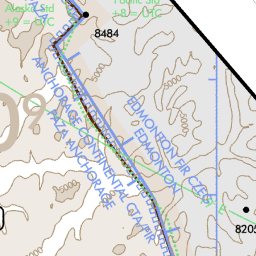 Alaska Std
+9 = UTC
Pacific Std
+8 = UTC
8484
EDMONTON FIR CZEG
EDMONTON
ANCHORAGE CONTINENTAL CTA/FIR
PAZA ANCHORAGE
09
8205